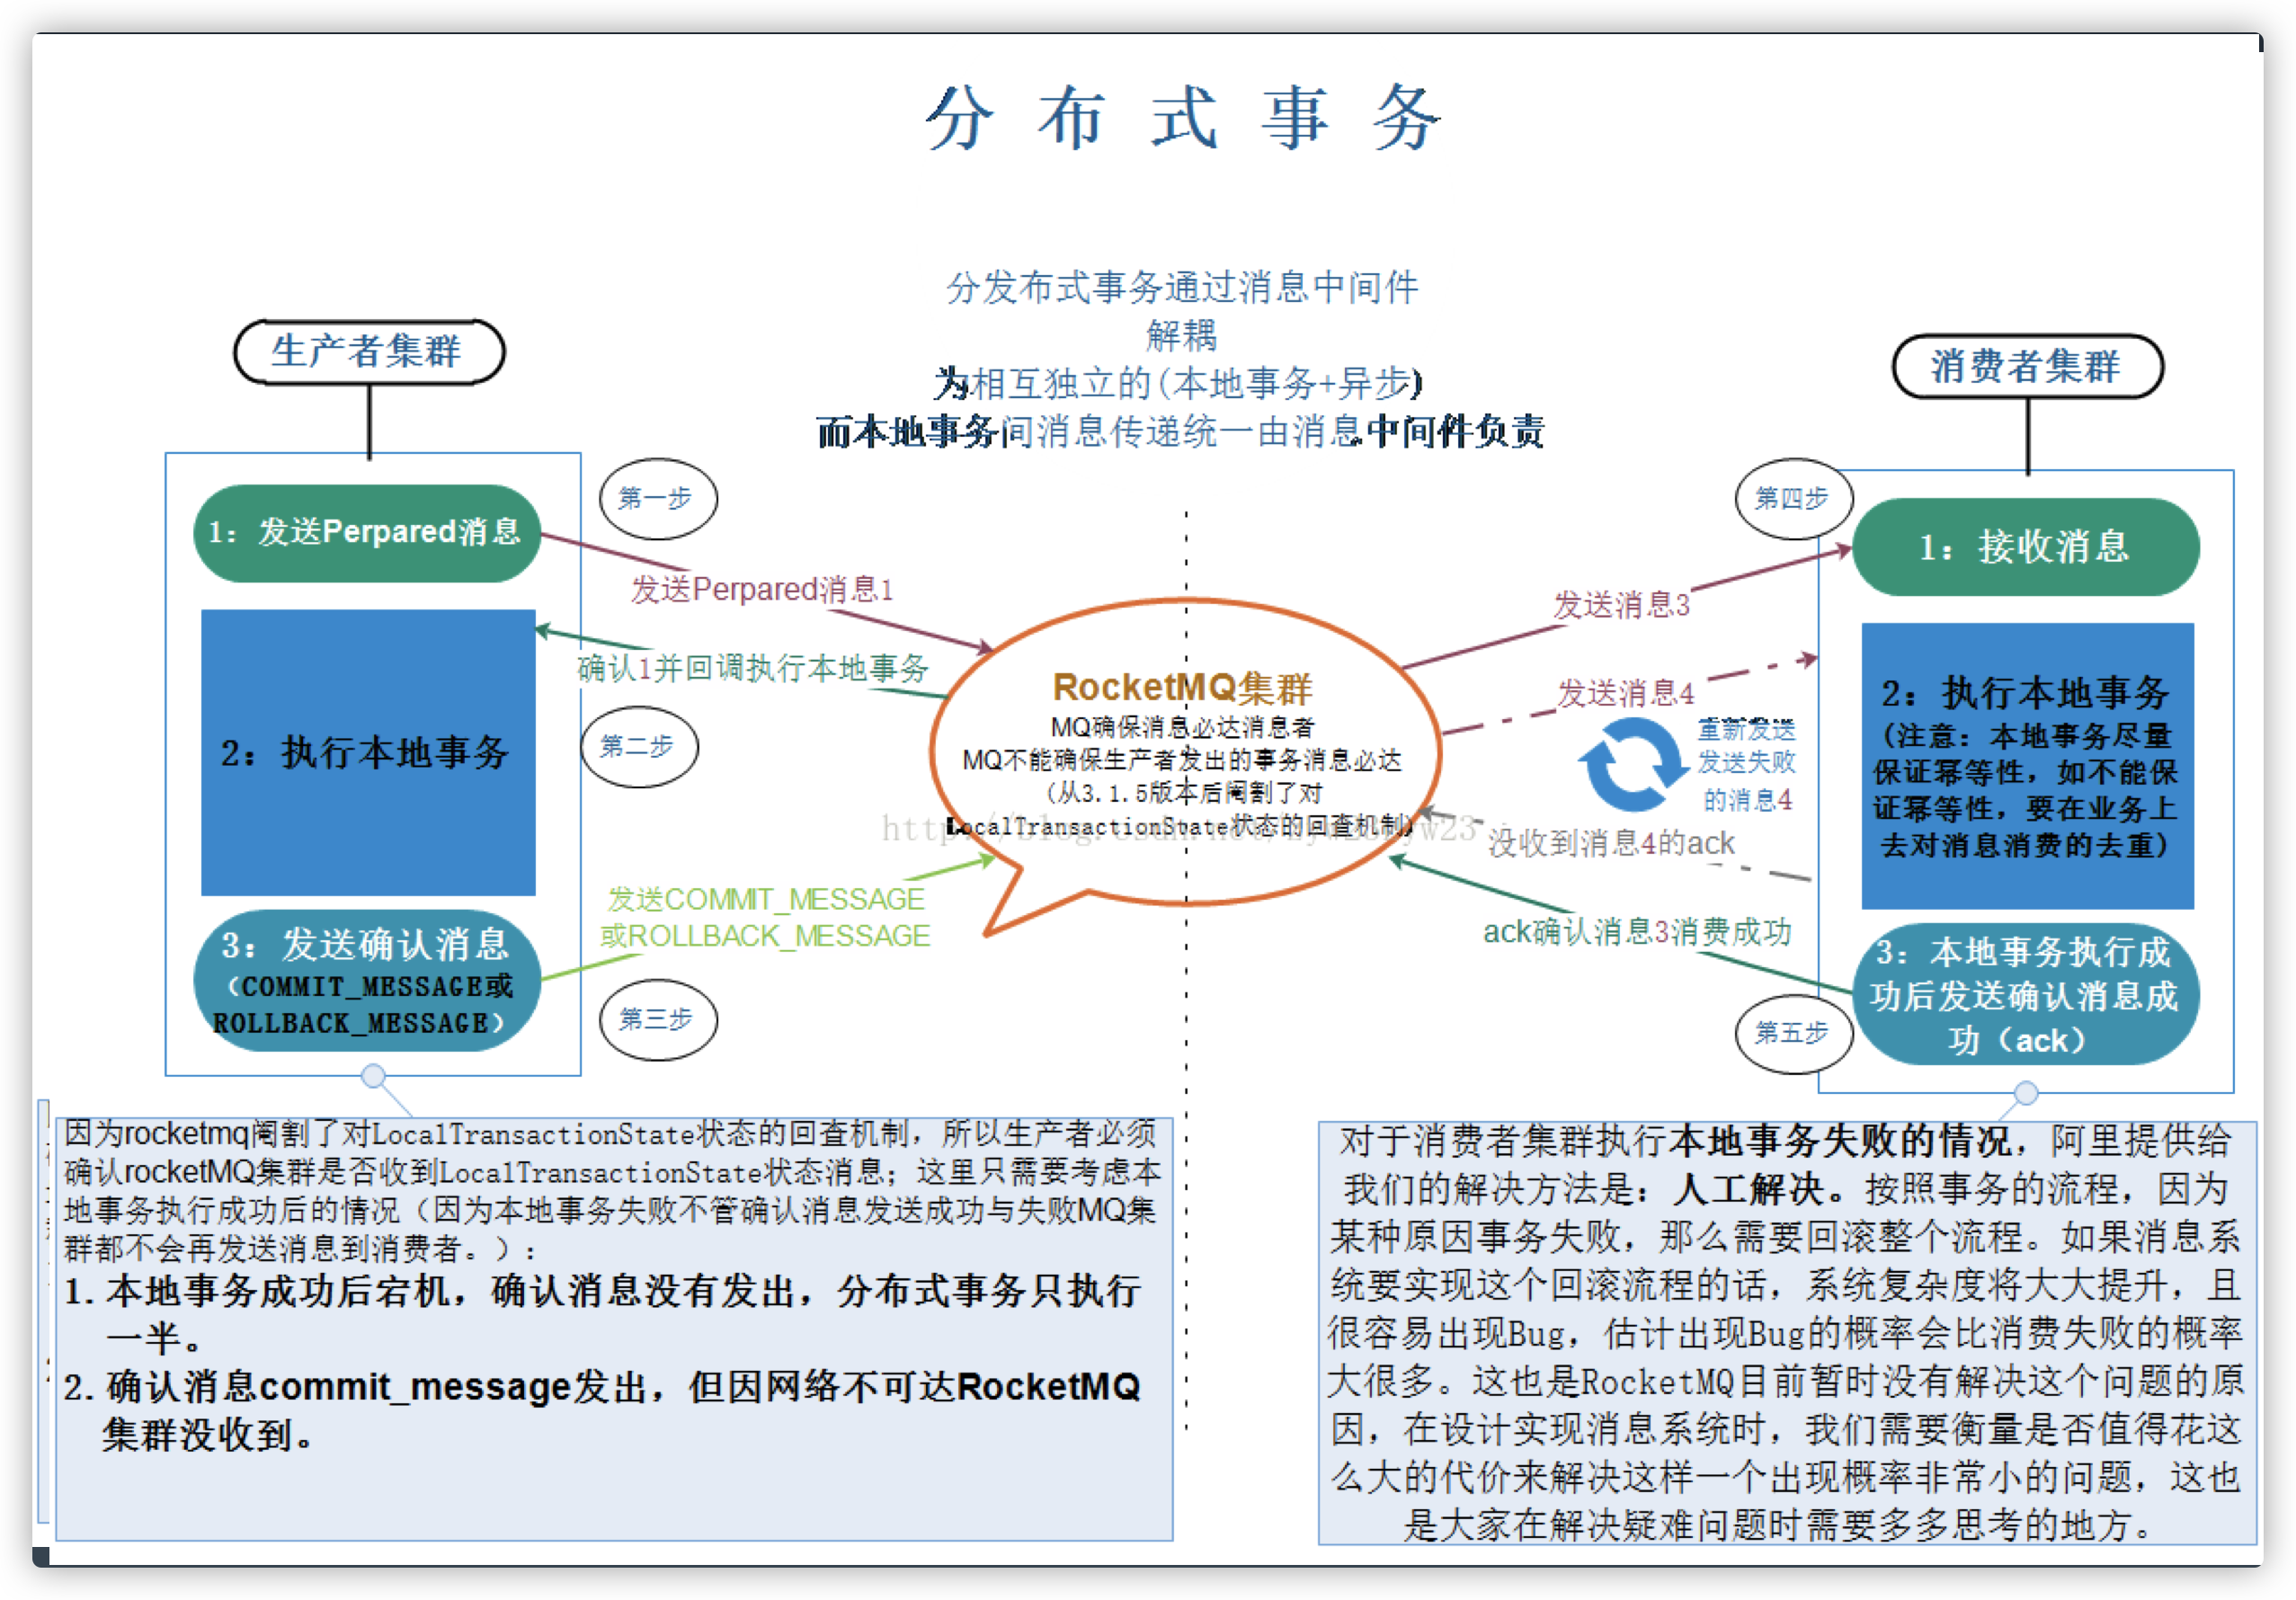 分布式事务
分发布式事务通过消息中间件
解耦
为相互独立的(本地事务+异步)
而本地事务间消息传递统一由消息中间件负责
生产者集群
1：发送Perpared消息
2：执行本地事务
3：发送确认消息
（COMMIT_MESSAGE或
ROLLBACK_MESSAGE）
第一步
发送Perpared消息1
确认1并回调执行本地事务
第二步
发送COMMIT_MESSAGE
或ROLLBACK_MESSAGE
第三步
RocketMQ集群
MQ确保消息必达消息者
MQ不能确保生产者发出的事务消息必达
（从3.1.5版本后阉割了对
LocalTransactionState状态的回查机制）
消费者集群
第四步
1：接收消息
发送消息3
发送消息4
重新发送
发送失败
的消息4
没收到消息4的ack
ack确认消息3消费成功
第五步
2：执行本地事务
(注意：本地事务尽量
保证幂等性，如不能保
证幂等性，要在业务上
去对消息消费的去重)
3：本地事务执行成
功后发送确认消息成
功（ack）
因为rocketmq阉割了对LocalTransactionState状态的回查机制，所以生产者必须
确认rocketMQ集群是否收到LocalTransactionState状态消息；这里只需要考虑本
地事务执行成功后的情况（因为本地事务失败不管确认消息发送成功与失败MQ集
群都不会再发送消息到消费者。）：
1. 本地事务成功后宕机，确认消息没有发出，分布式事务只执行
一半。
2. 确认消息commit_message发出，但因网络不可达RocketMQ
集群没收到。
对于消费者集群执行本地事务失败的情况，阿里提供给
我们的解决方法是：人工解决。按照事务的流程，因为
某种原因事务失败，那么需要回滚整个流程。如果消息系
统要实现这个回滚流程的话，系统复杂度将大大提升，且
很容易出现Bug，估计出现Bug的概率会比消费失败的概率
大很多。这也是RocketMQ目前暂时没有解决这个问题的原
因，在设计实现消息系统时，我们需要衡量是否值得花这
么大的代价来解决这样一个出现概率非常小的问题，这也
是大家在解决疑难问题时需要多多思考的地方。